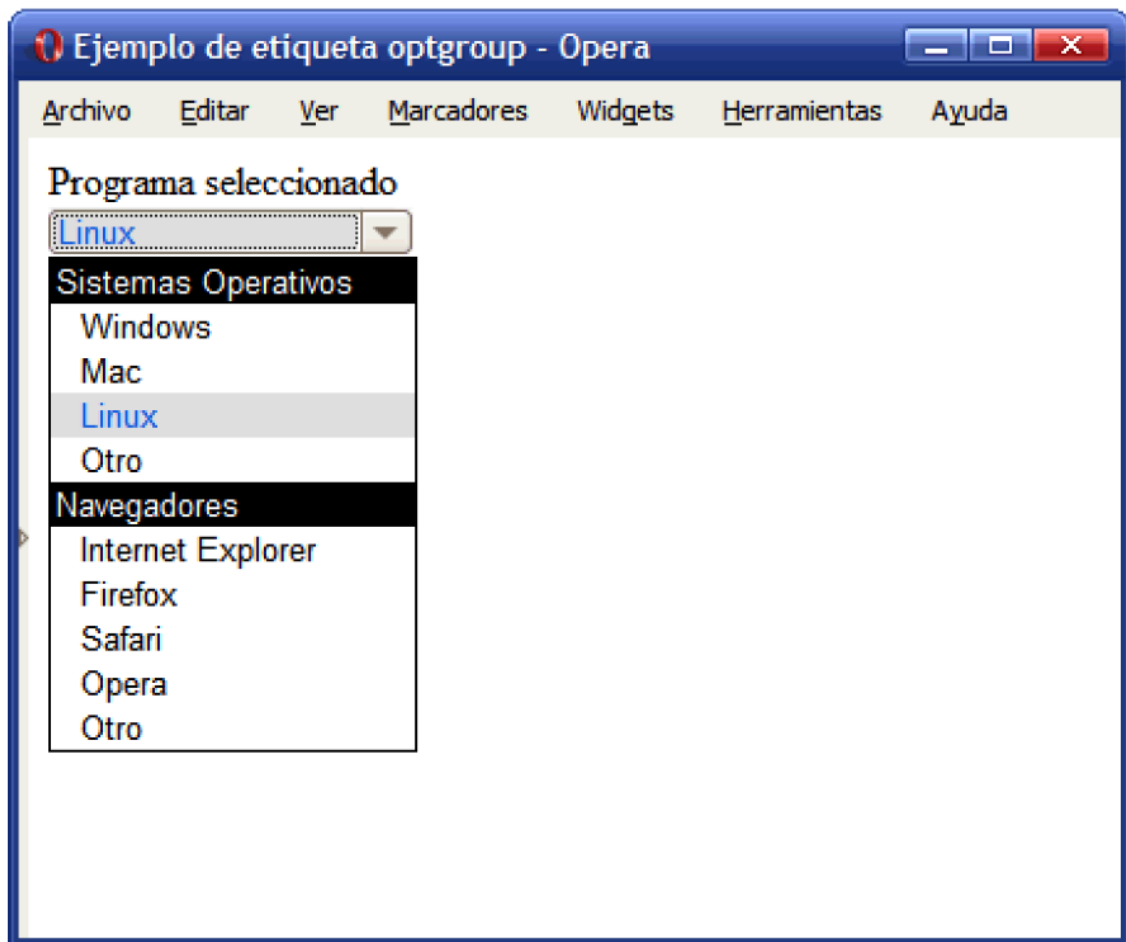 Ejemplo de etiqueta optgroup - Opera
Archivo Editar Ver Marcadores Widgets Herramientas Ayuda
Programa seleccionado
Linux
Sistemas Operativos
Windows
Mac
Linux
Otro
Navegadores
Internet Explorer
Firefox
Safari
Opera
Otro